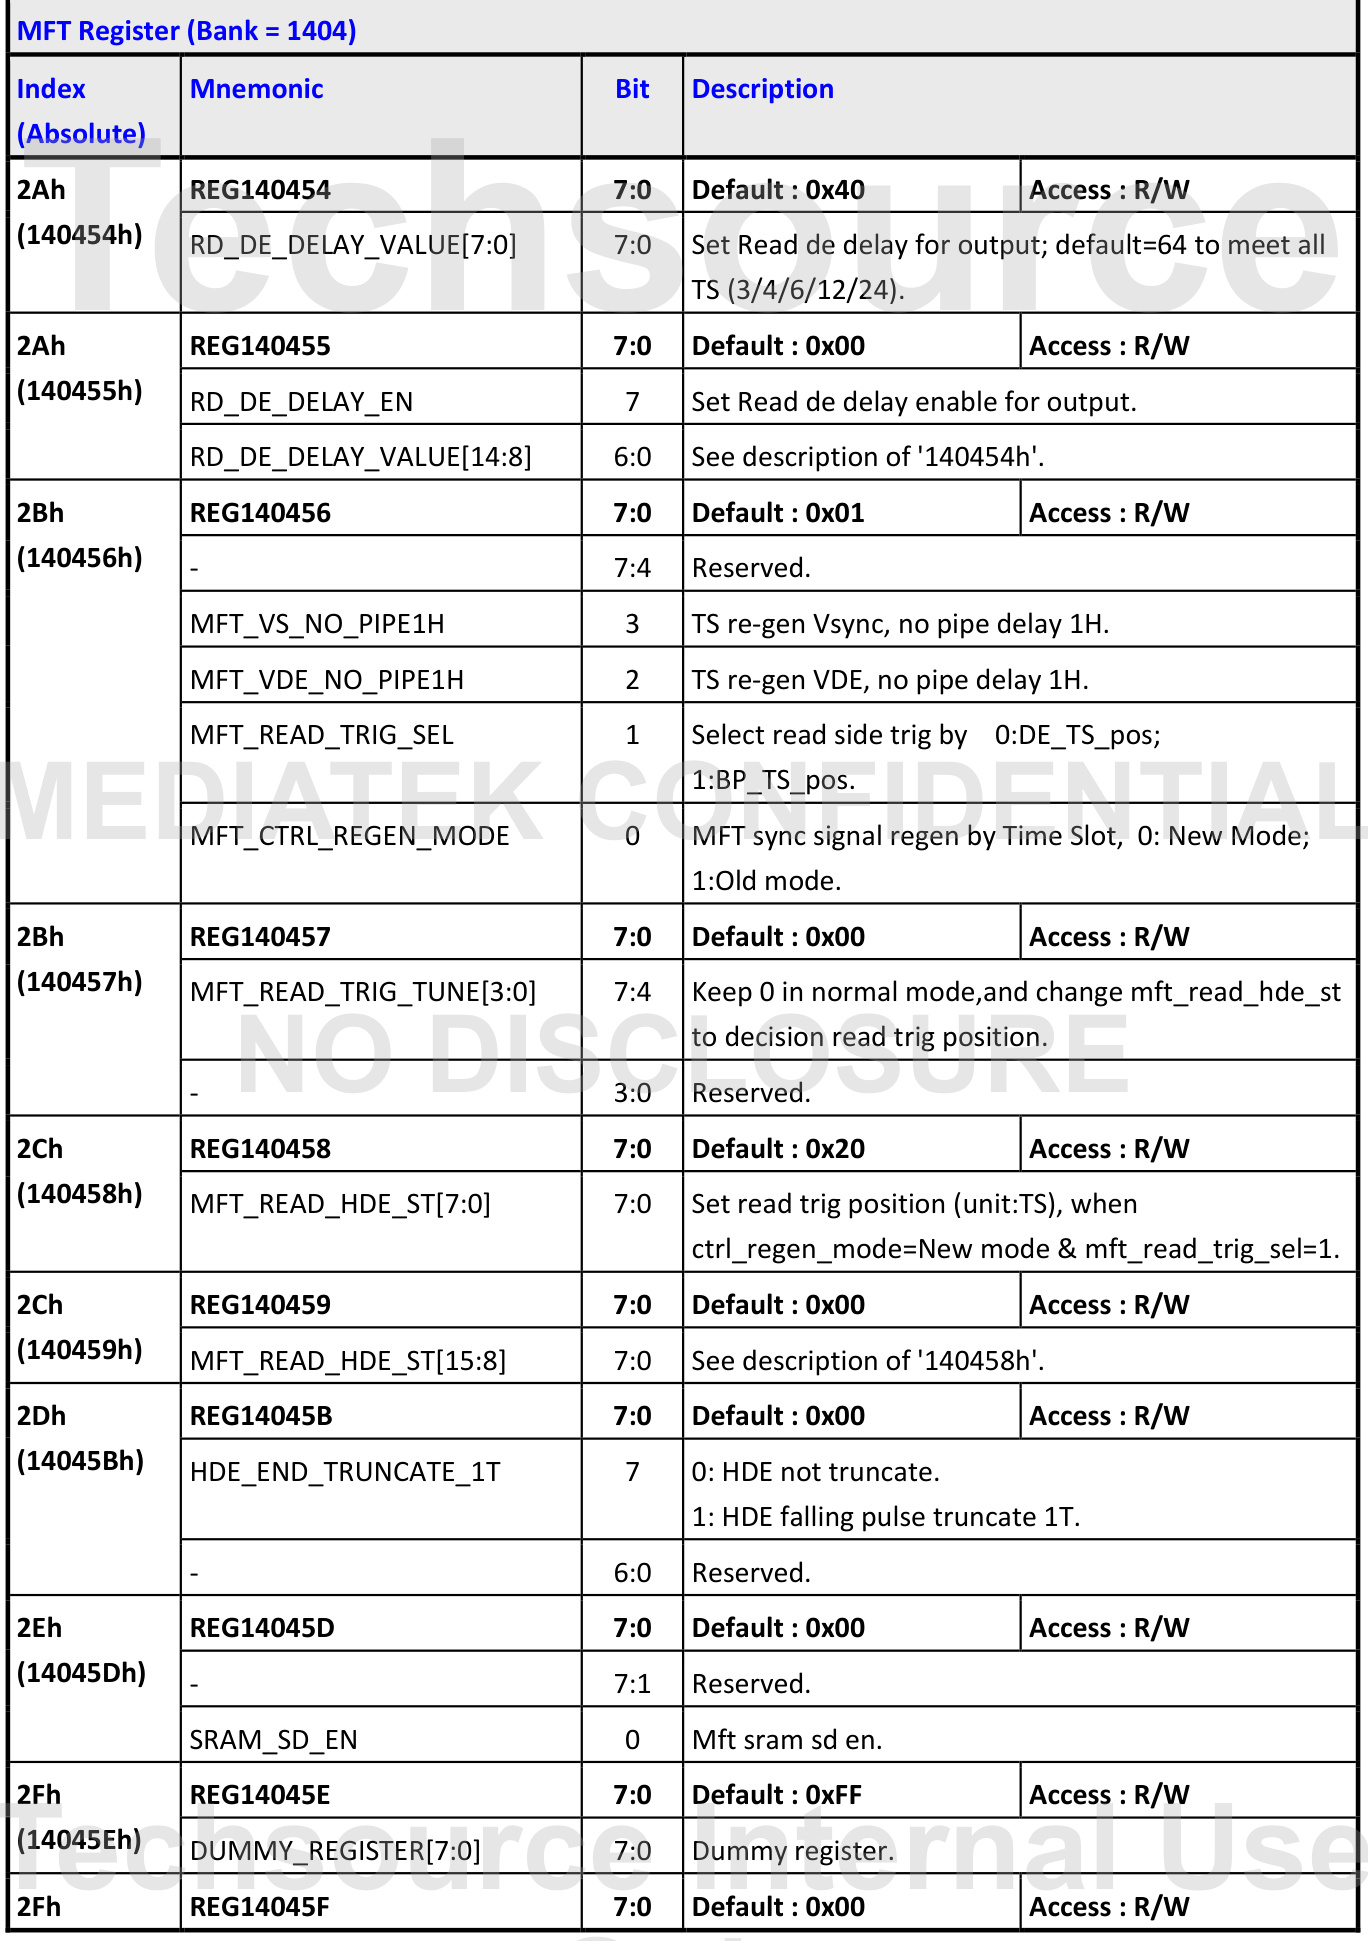 MFT Register (Bank = 1404)
Index (Absolute) Mnemonic Bit Description
2Ah (140454h) REG140454 7:0 Default : 0x40 Access : R/W
RD_DE_DELAY_VALUE[7:0] 7:0 Set Read de delay for output; default=64 to meet all
TS (3/4/6/12/24).
Techsource
2Ah (140455h) REG140455 7:0 Default : 0x00 Access : R/W
RD_DE_DELAY_EN 7 Set Read de delay enable for output.
RD_DE_DELAY_VALUE[14:8] 6:0 See description of '140454h'.
2Bh (140456h) REG140456 7:0 Default : 0x01 Access : R/W
- 7:4 Reserved.
MFT_VS_NO_PIPE1H 3 TS re-gen Vsync, no pipe delay 1H.
MFT_VDE_NO_PIPE1H 2 TS re-gen VDE, no pipe delay 1H.
MFT_READ_TRIG_SEL 1 Select read side trig by 0:DE_TS_pos;
1:BP_TS_pos.
MEDIATEK CONFIDENTIAL
MFT_CTRL_REGEN_MODE 0 MFT sync signal regen by Time Slot, 0: New Mode;
1:Old mode.
2Bh (140457h) REG140457 7:0 Default : 0x00 Access : R/W
MFT_READ_TRIG_TUNE[3:0] 7:4 Keep 0 in normal mode,and change mft_read_hde_st
to decision read trig position.
NO DISCLOSURE
- 3:0 Reserved.
2Ch (140458h) REG140458 7:0 Default : 0x20 Access : R/W
MFT_READ_HDE_ST[7:0] 7:0 Set read trig position (unit:TS), when
ctrl_regen_mode=New mode & mft_read_trig_sel=1.
2Ch (140459h) REG140459 7:0 Default : 0x00 Access : R/W
MFT_READ_HDE_ST[15:8] 7:0 See description of '140458h'.
2Dh (14045Bh) REG14045B 7:0 Default : 0x00 Access : R/W
HDE_END_TRUNCATE_1T 7 0: HDE not truncate.
1: HDE falling pulse truncate 1T.
- 6:0 Reserved.
2Eh (14045Dh) REG14045D 7:0 Default : 0x00 Access : R/W
- 7:1 Reserved.
SRAM_SD_EN 0 Mft sram sd en.
2Fh (14045Eh) REG14045E 7:0 Default : 0xFF Access : R/W
DUMMY_REGISTER[7:0] 7:0 Dummy register.
Techsource Internal Use
2Fh REG14045F 7:0 Default : 0x00 Access : R/W